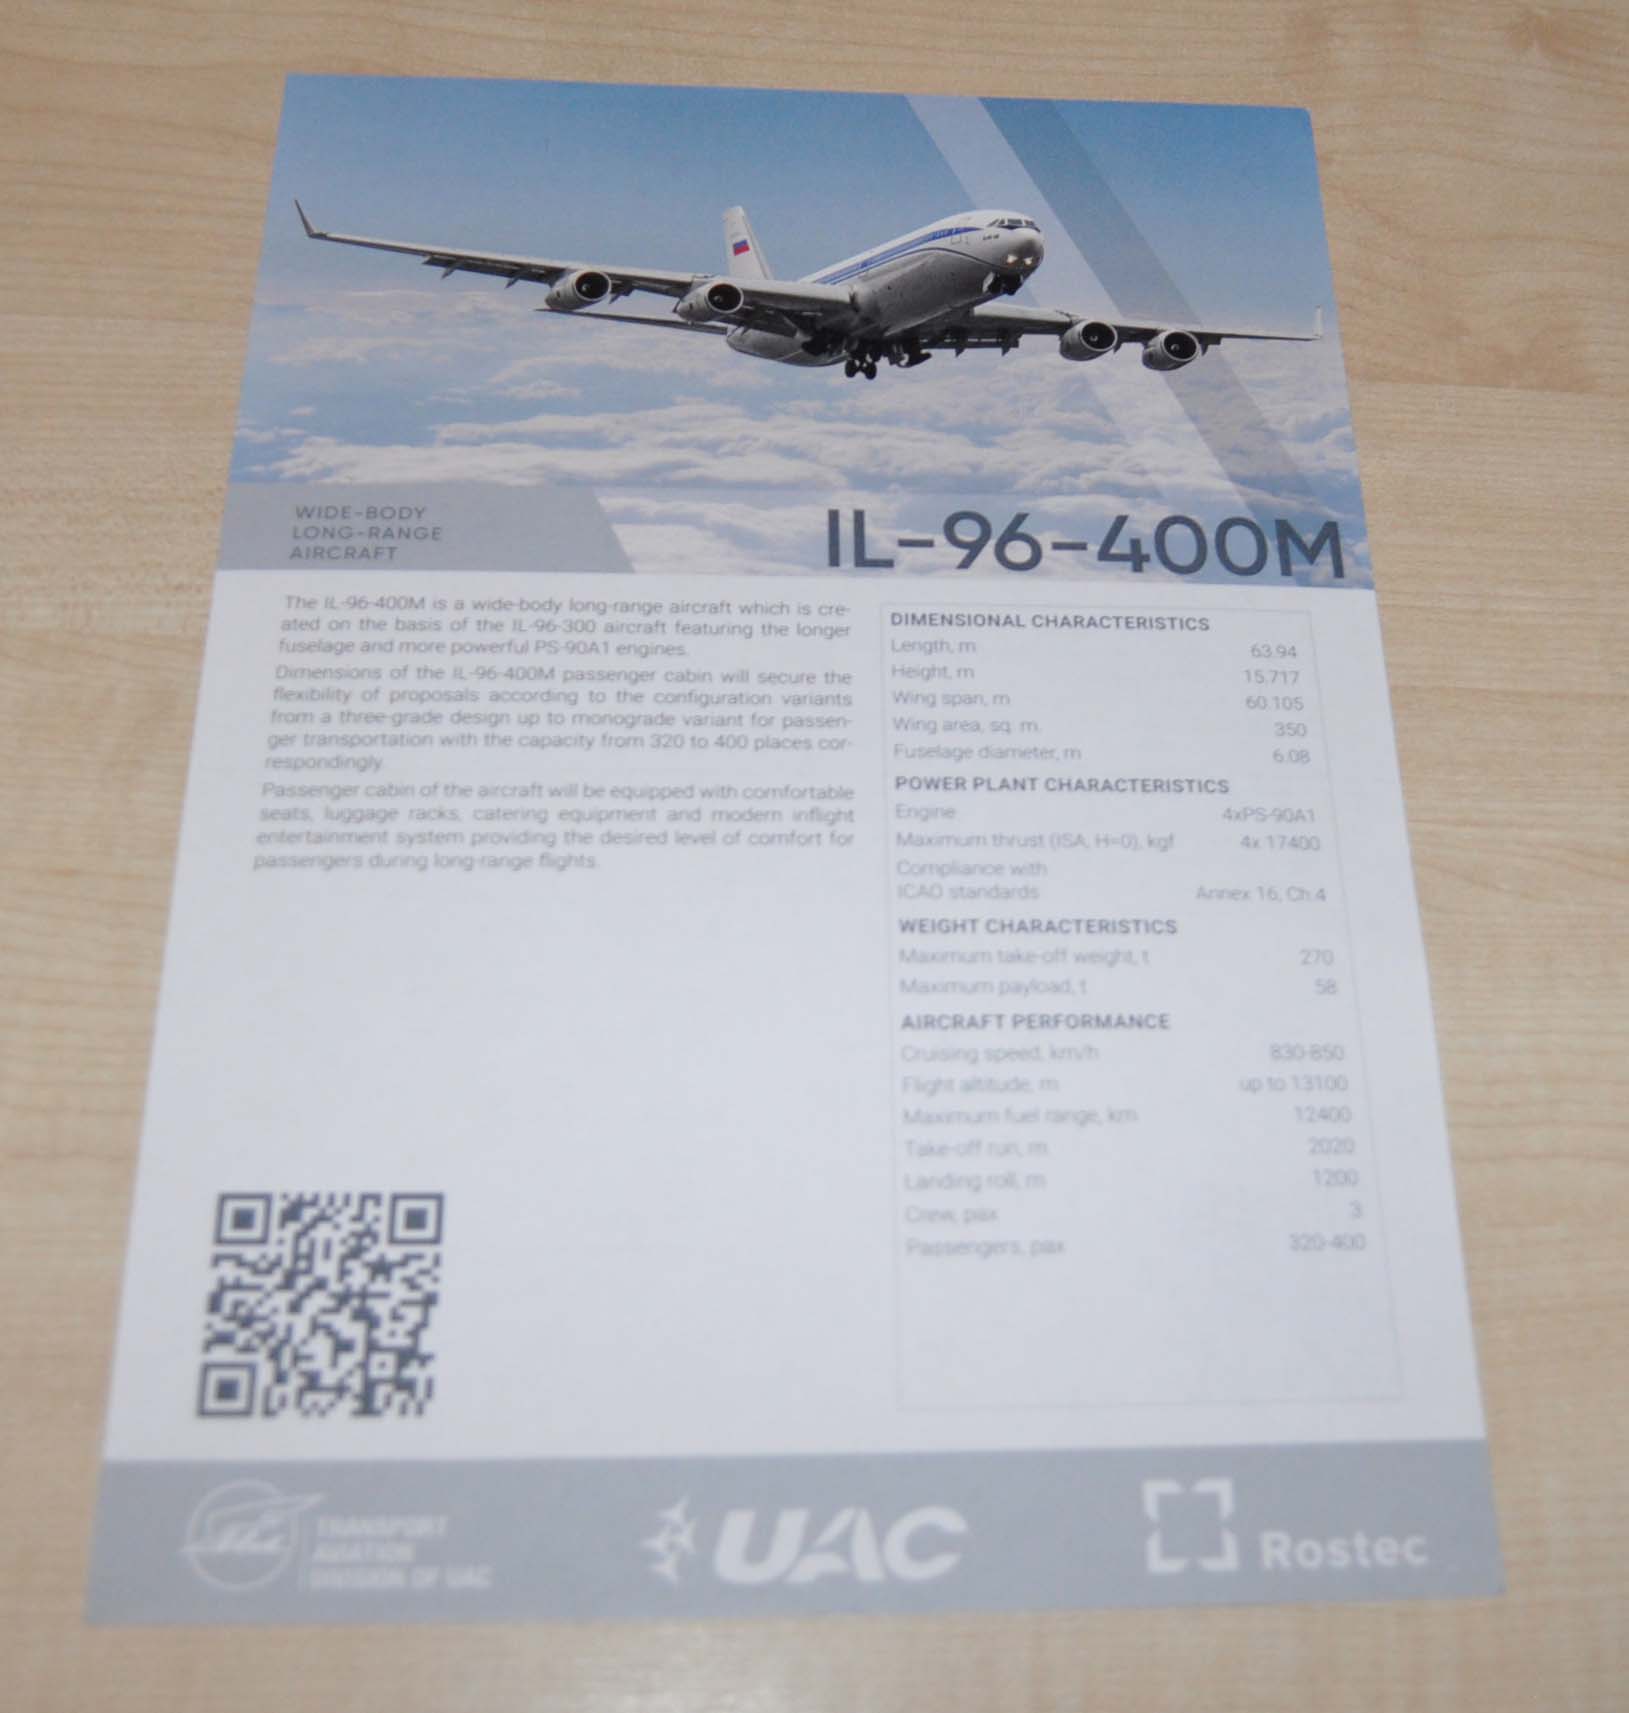 WIDE-BODY
LONG-RANGE
AIRCRAFT
IL-96-400M
The IL-96-400M is a wide-body long-range aircraft which is cre-
ated on the basis of the IL-96-300 aircraft featuring the longer
fuselage and more powerful PS-90A1 engines.
Dimensions of the IL-96-400M passenger cabin will secure the
flexibility of proposals according to the configuration variants
from a three-grade design up to monograde variant for passen-
ger transportation with the capacity from 320 to 400 places cor-
respondingly.
Passenger cabin of the aircraft will be equipped with comfortable
seats, luggage racks, catering equipment and modern inflight
entertainment system providing the desired level of comfort for
passengers during long-range flights.
DIMENSIONAL CHARACTERISTICS
Length, m 63.94
Height, m 15.717
Wing span, m 60.105
Wing area, sq. m. 350
Fuselage diameter, m 6.08
POWER PLANT CHARACTERISTICS
Engine 4xPS-90A1
Maximum thrust (ISA, H=0), kgf 4x 17400
Compliance with
ICAO standards Annex 16, Ch.4
WEIGHT CHARACTERISTICS
Maximum take-off weight, t 270
Maximum payload, t 58
AIRCRAFT PERFORMANCE
Cruising speed, km/h 830-850
Flight altitude, m up to 13100
Maximum fuel range, km 12400
Take-off run, m 2020
Landing roll, m 1200
Crew, pax 3
Passengers, pax 320-400
TRANSPORT
AVIATION
DIVISION OF UAC
UAC
Rostec